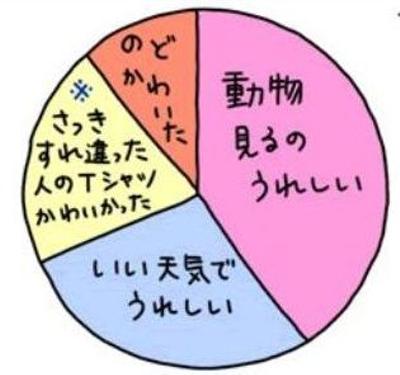 動物
見るの
うれしい
いい天気で
うれしい
※
さっき
すれ違った
人のTシャツ
かわいかった
のど
かわいた